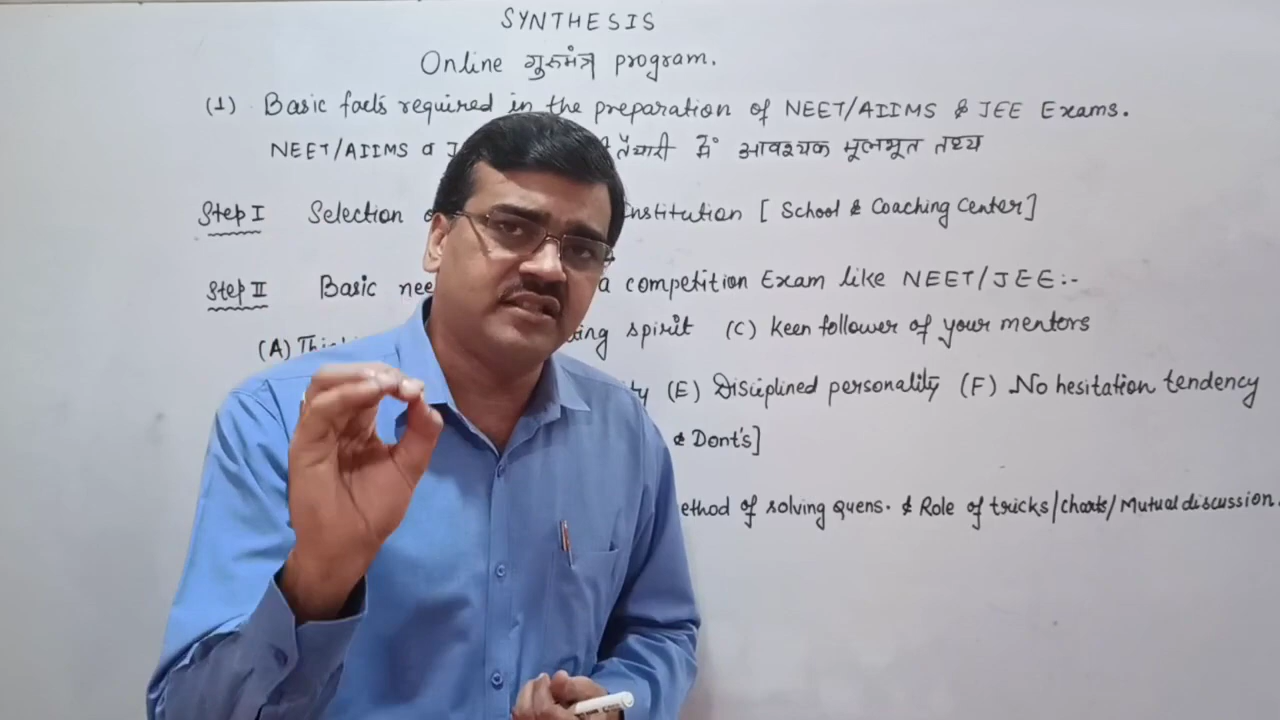 SYNTHESIS
Online गुरुमंत्र program.
(1) Basic facts required in the preparation of NEET/AIIMS & JEE Exams.
NEET/AIIMS व तैयारी में आवश्यक मूलभूत तथ्य
Step I Selection Institution [ School & Coaching Center]
Step II Basic a competition Exam like NEET/JEE:-
(A) spirit (C) Keen follower of your mentors
(E) Disciplined personality (F) No hesitation tendency
& Dont's]
of solving quens. & Role of tricks/charts/Mutual discussion.